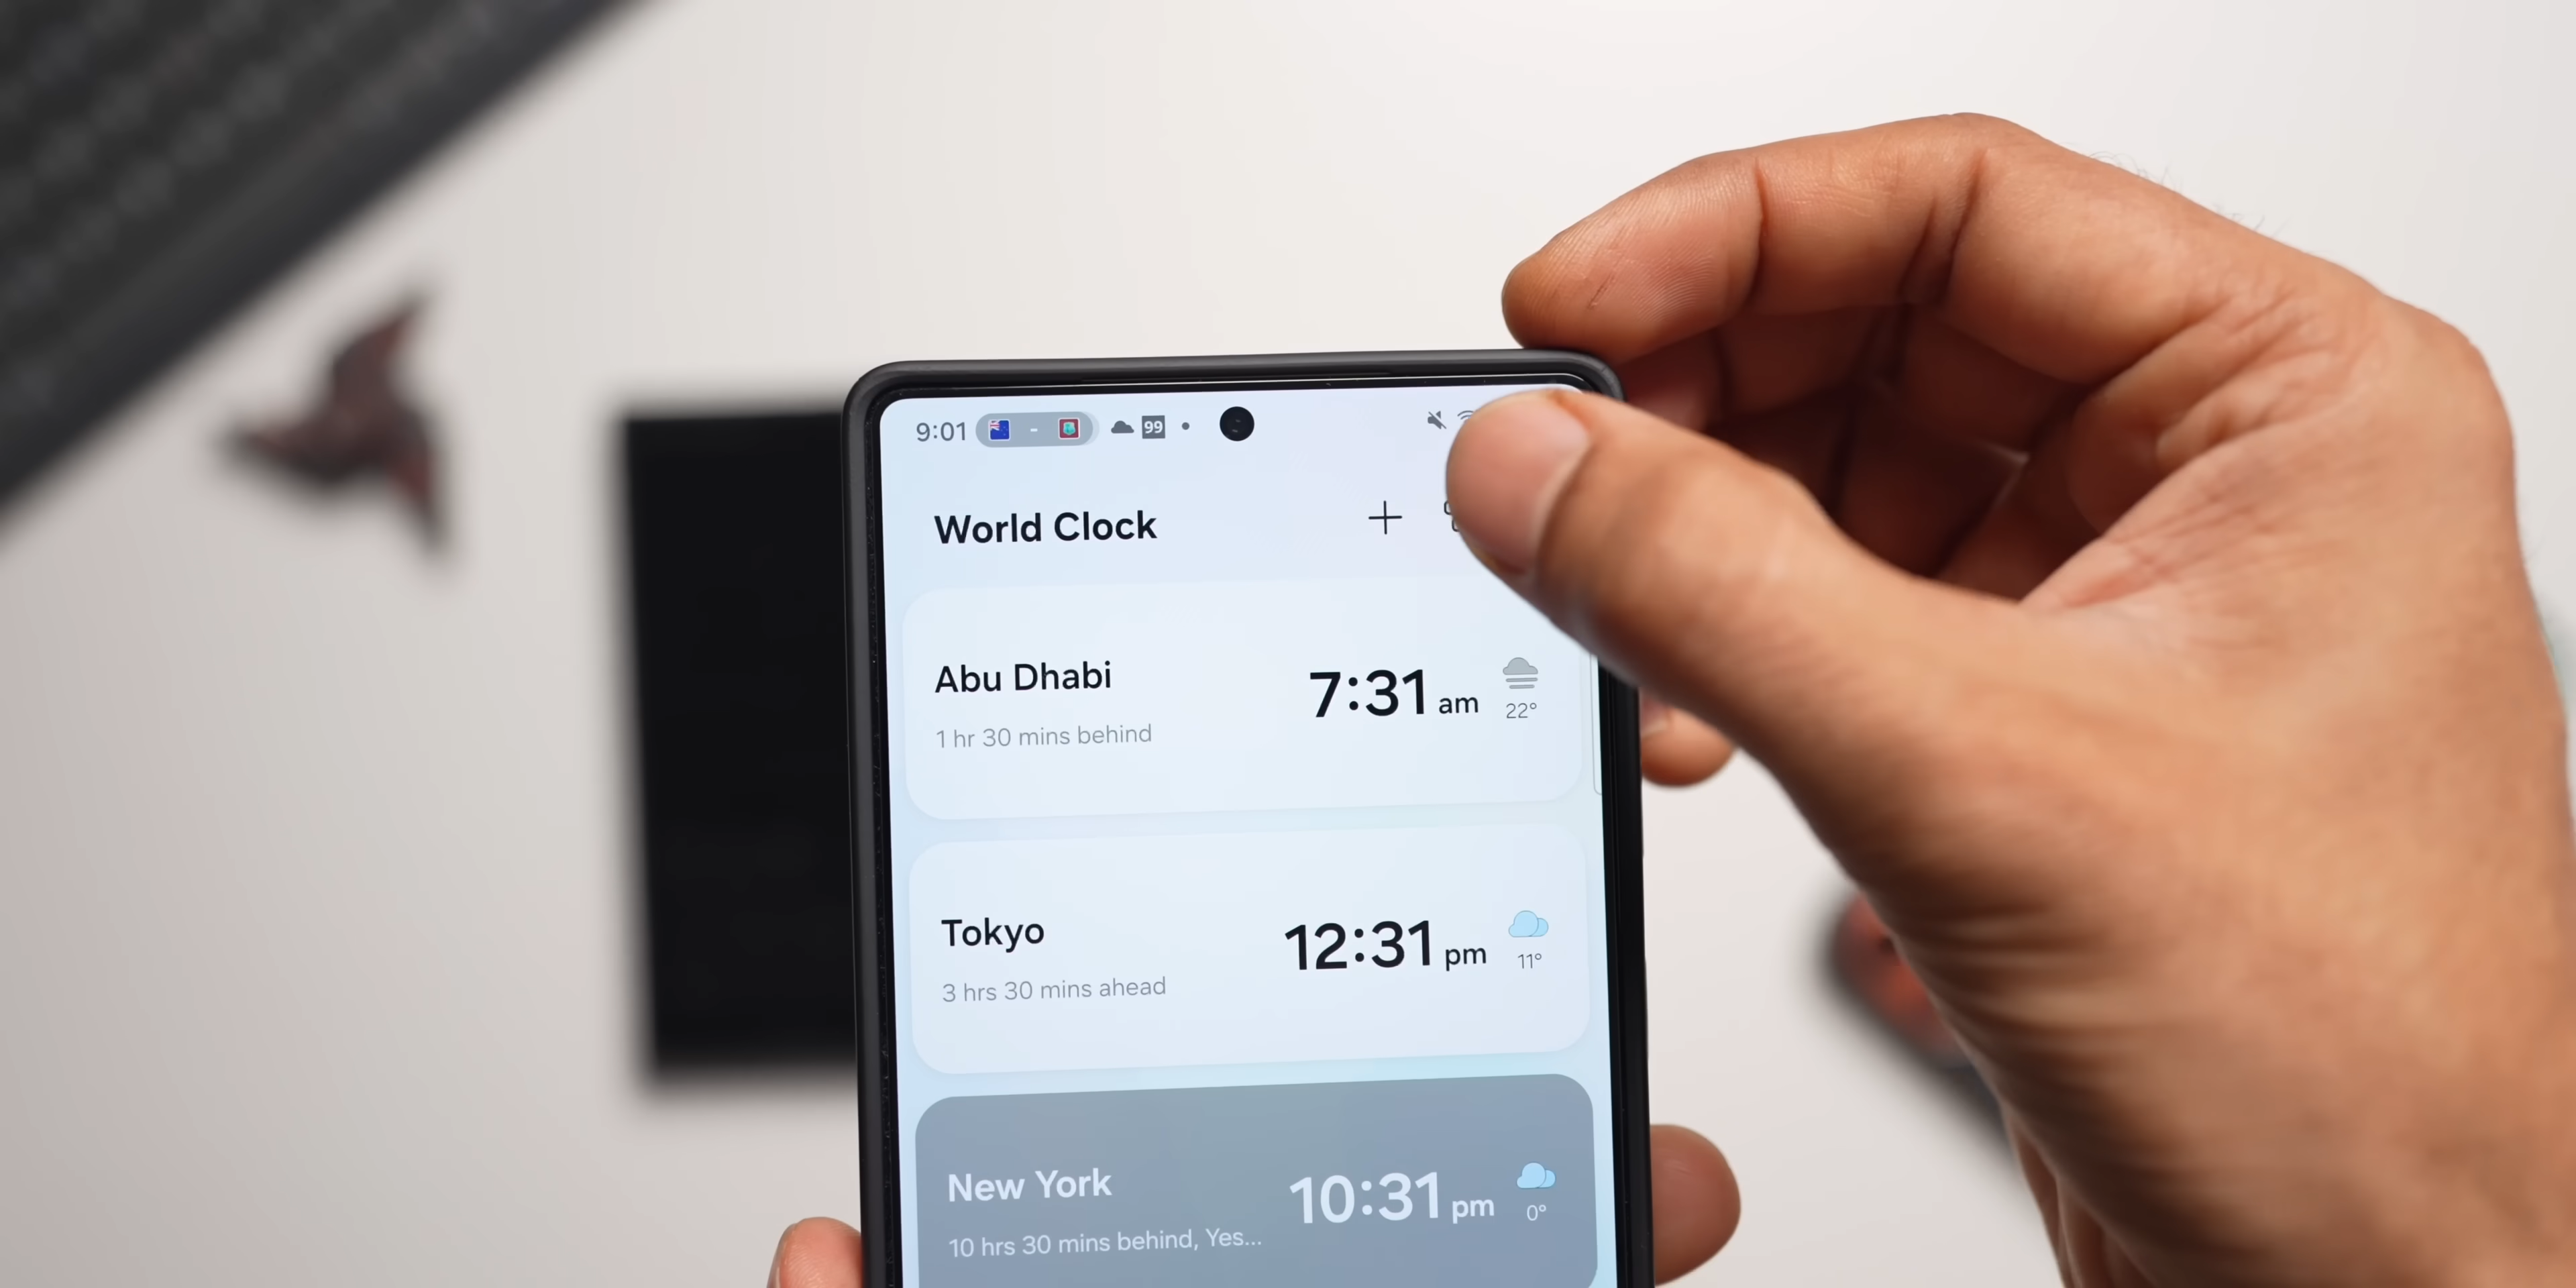 9:01 - 99
World Clock
Abu Dhabi
7:31 am
22°
1 hr 30 mins behind
Tokyo
12:31 pm
11°
3 hrs 30 mins ahead
New York
10:31 pm
0°
10 hrs 30 mins behind, Yes...